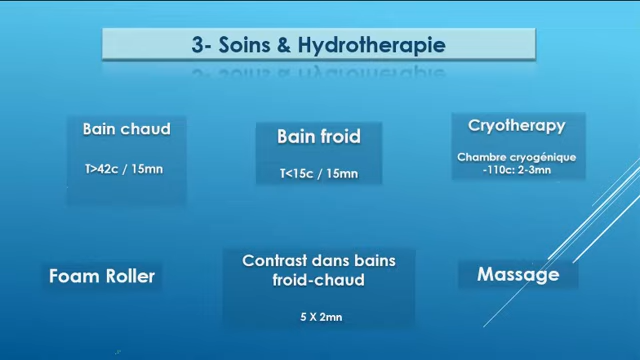 3- Soins & Hydrotherapie
Bain chaud
T>42c / 15mn
Bain froid
T<15c / 15mn
Cryotherapy
Chambre cryogénique
-110c: 2-3mn
Foam Roller
Contrast dans bains
froid-chaud
5 X 2mn
Massage